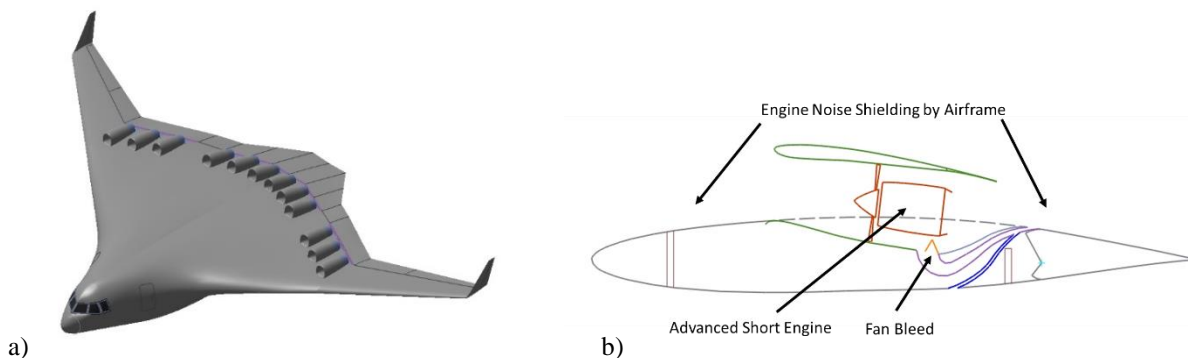 Engine Noise Shielding by Airframe
Advanced Short Engine
Fan Bleed
a)
b)